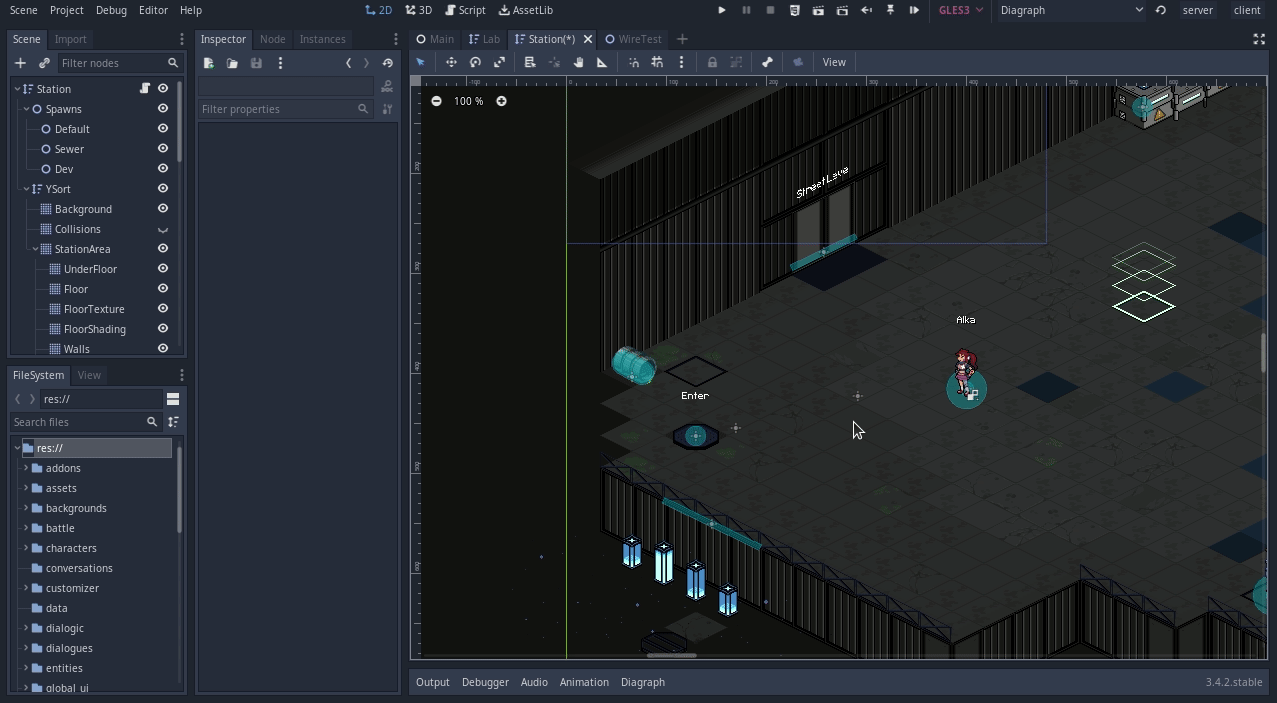 Scene Project Debug Editor Help 2D 3D Script AssetLib GLES3 Diagraph server client
Scene Import
Filter nodes
Station
Spawns
Default
Sewer
Dev
YSort
Background
Collisions
StationArea
UnderFloor
Floor
FloorTexture
FloorShading
Walls
FileSystem View
res://
Search files
res://
addons
assets
backgrounds
battle
characters
conversations
customizer
data
dialogic
dialogues
entities
global_ui
Inspector Node Instances
Filter properties
Main Lab Station(*) WireTest
View
100 %
Alka
Enter
Output Debugger Audio Animation Diagraph 3.4.2.stable